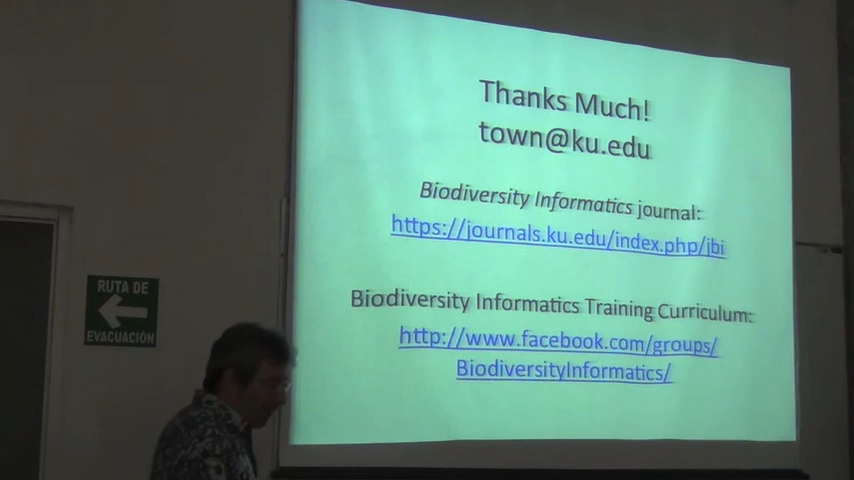 Thanks Much!
town@ku.edu
Biodiversity Informatics journal:
https://journals.ku.edu/index.php/jbi
Biodiversity Informatics Training Curriculum:
http://www.facebook.com/groups/
BiodiversityInformatics/
RUTA DE
EVACUACIÓN